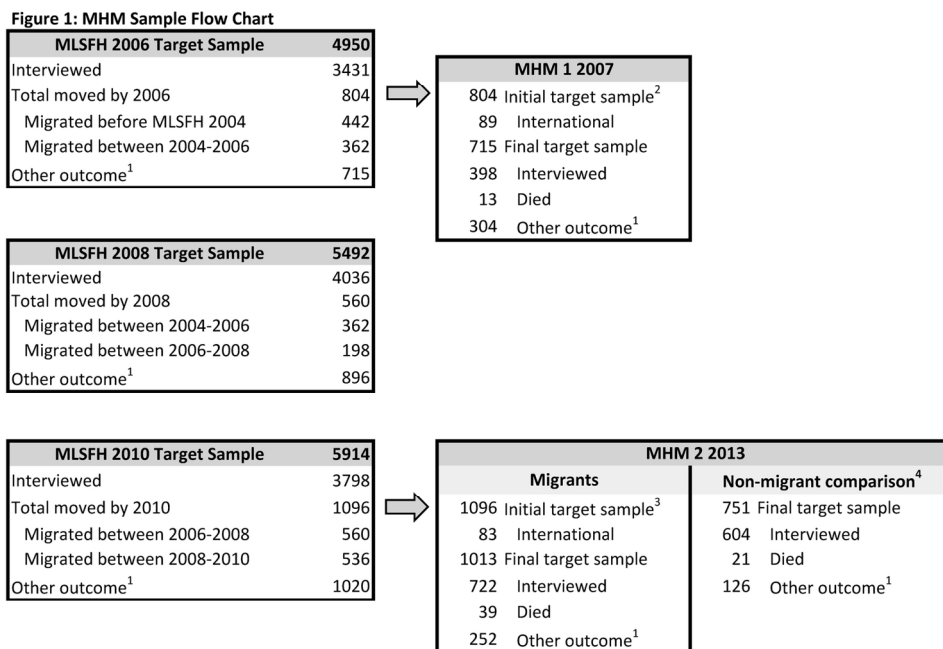 Figure 1: MHM Sample Flow Chart
MLSFH 2006 Target Sample 4950
Interviewed 3431
Total moved by 2006 804
Migrated before MLSFH 2004 442
Migrated between 2004-2006 362
Other outcome1 715
MHM 1 2007
804 Initial target sample2
89 International
715 Final target sample
398 Interviewed
13 Died
304 Other outcome1
MLSFH 2008 Target Sample 5492
Interviewed 4036
Total moved by 2008 560
Migrated between 2004-2006 362
Migrated between 2006-2008 198
Other outcome1 896
MLSFH 2010 Target Sample 5914
Interviewed 3798
Total moved by 2010 1096
Migrated between 2006-2008 560
Migrated between 2008-2010 536
Other outcome1 1020
MHM 2 2013
Migrants
1096 Initial target sample3
83 International
1013 Final target sample
722 Interviewed
39 Died
252 Other outcome1
Non-migrant comparison4
751 Final target sample
604 Interviewed
21 Died
126 Other outcome1